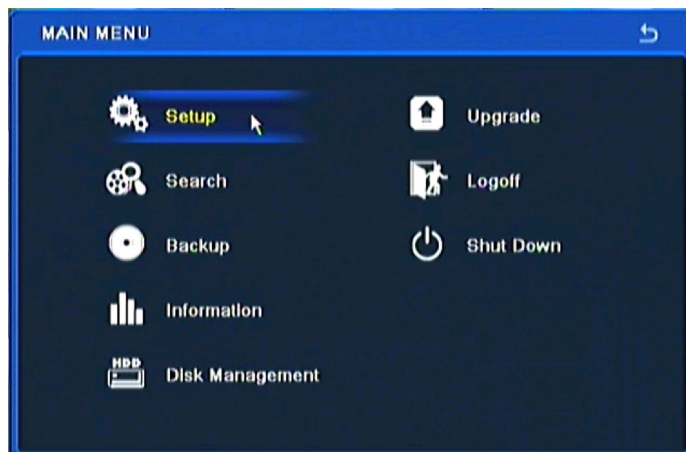 MAIN MENU
Setup
Search
Backup
Information
HDD
Disk Management
Upgrade
Logoff
Shut Down